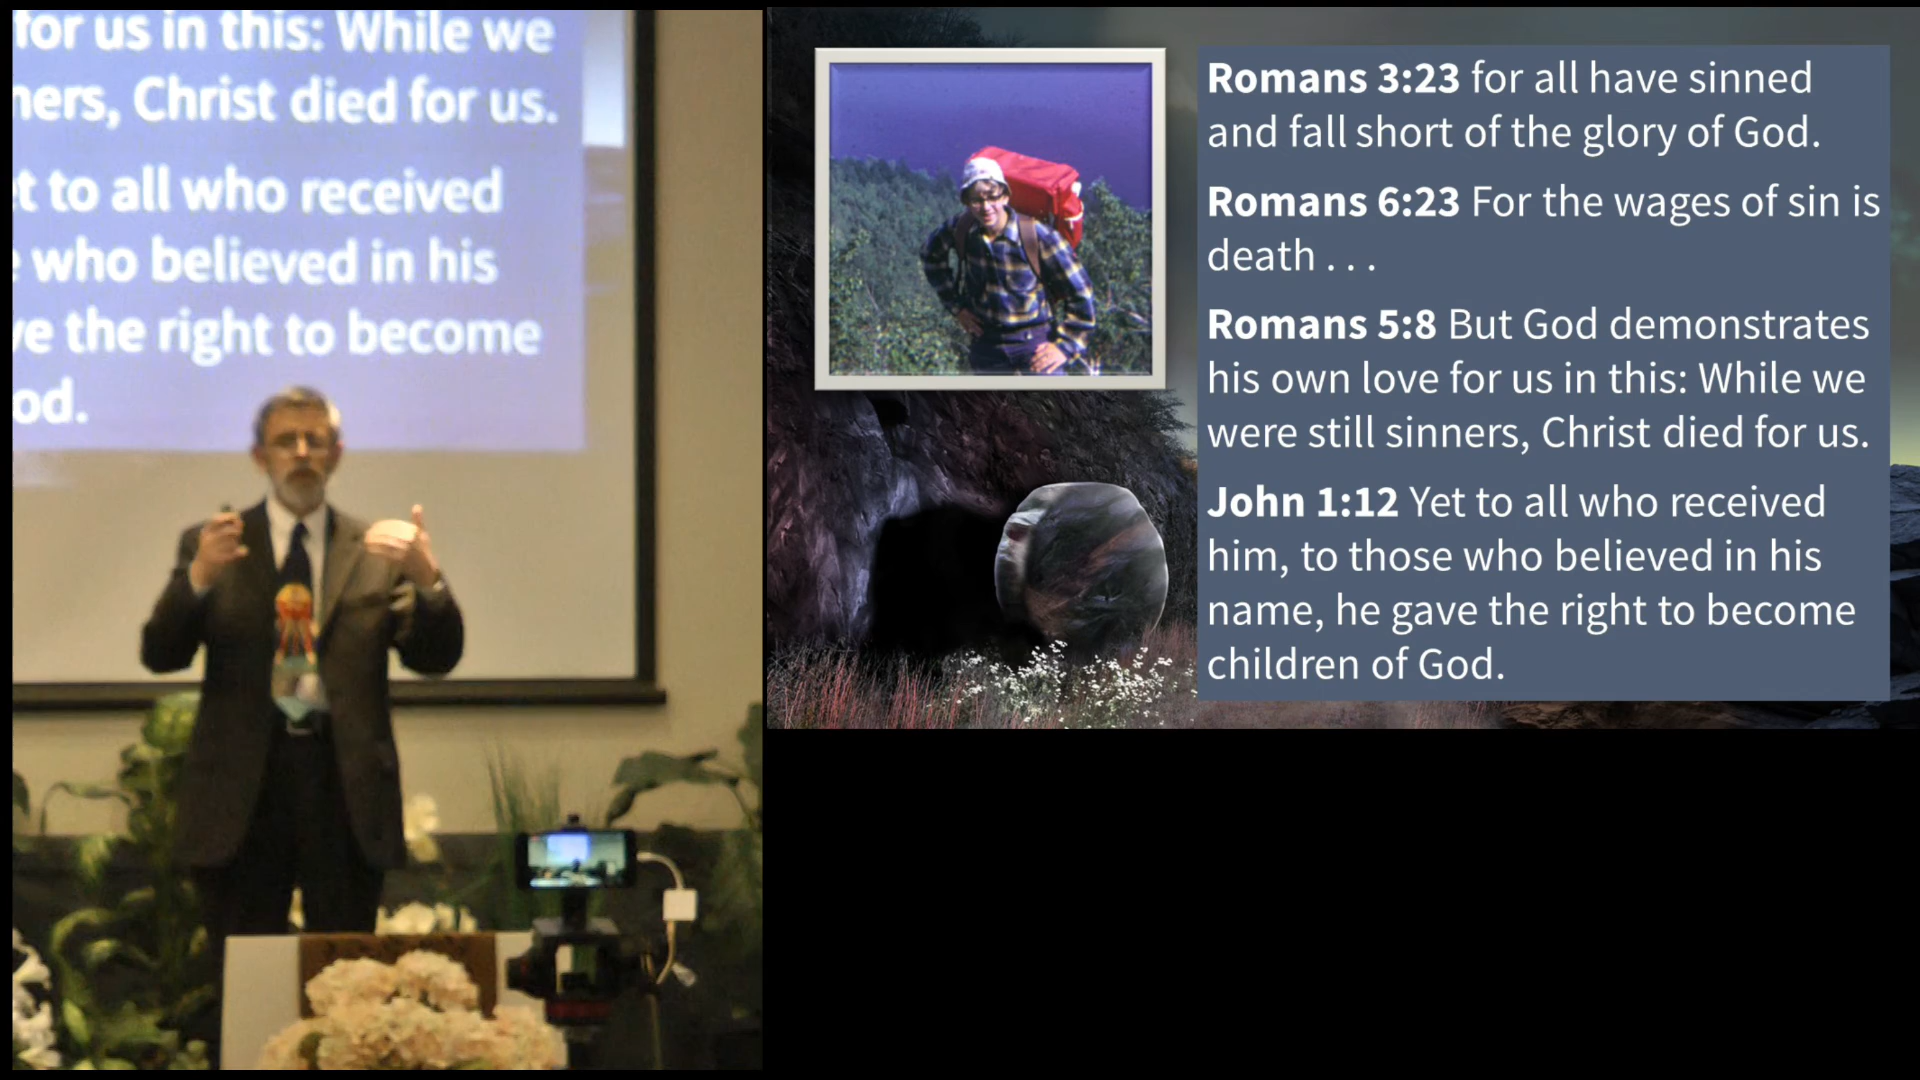 for us in this: While we
ners, Christ died for us.
t to all who received
who believed in his
ve the right to become
od.
Romans 3:23 for all have sinned
and fall short of the glory of God.
Romans 6:23 For the wages of sin is
death . . .
Romans 5:8 But God demonstrates
his own love for us in this: While we
were still sinners, Christ died for us.
John 1:12 Yet to all who received
him, to those who believed in his
name, he gave the right to become
children of God.